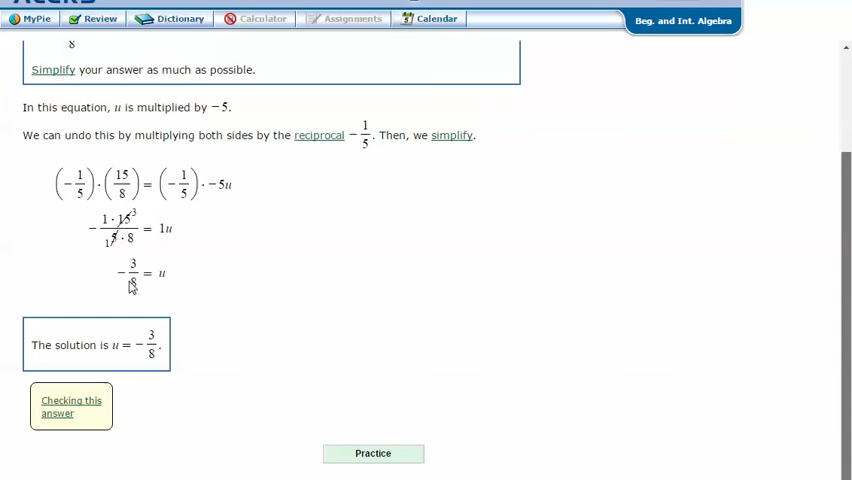 ALEKS
MyPie Review Dictionary Calculator Assignments Calendar Beg. and Int. Algebra
8
Simplify your answer as much as possible.
In this equation, u is multiplied by −5.
We can undo this by multiplying both sides by the reciprocal −1/5. Then, we simplify.
(−1/5) · (15/8) = (−1/5) · −5u
−(1 · 15 3)/(1 5 · 8) = 1u
−3/8 = u
The solution is u = −3/8.
Checking this
answer
Practice